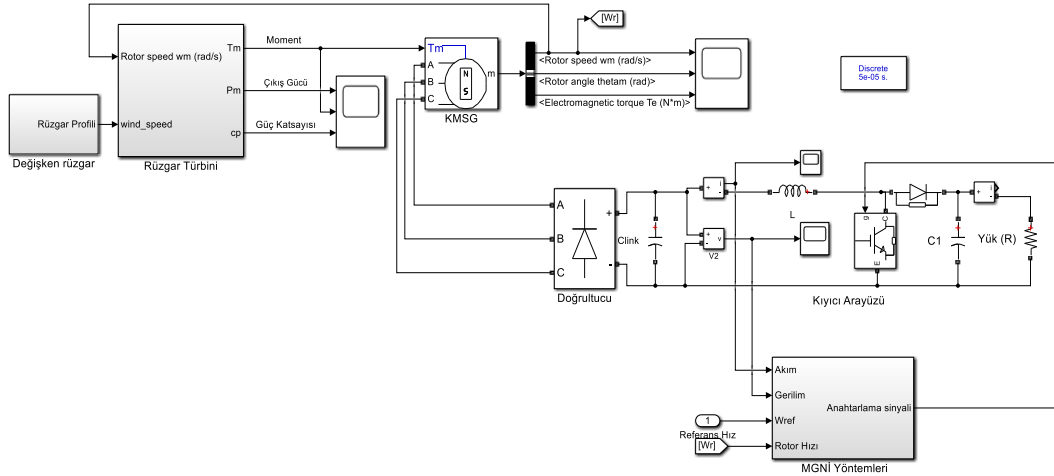 [Wr]
Rotor speed wm (rad/s)
Tm
Moment
Tm
A
B
C
m
N
S
KMSG
<Rotor speed wm (rad/s)>
<Rotor angle thetam (rad)>
<Electromagnetic torque Te (N*m)>
Discrete
5e-05 s.
Pm
Çıkış Gücü
Rüzgar Profili
wind_speed
Güç Katsayısı
cp
Değişken rüzgar
Rüzgar Türbini
A
B
C
+
-
Doğrultucu
Clink
+
-
i
+
-
v
V2
L
g
C
E
C1
+
-
i
Yük (R)
Kıyıcı Arayüzü
Akım
Gerilim
Wref
Rotor Hızı
Anahtarlama sinyali
1
Referans Hız
[Wr]
MGNİ Yöntemleri